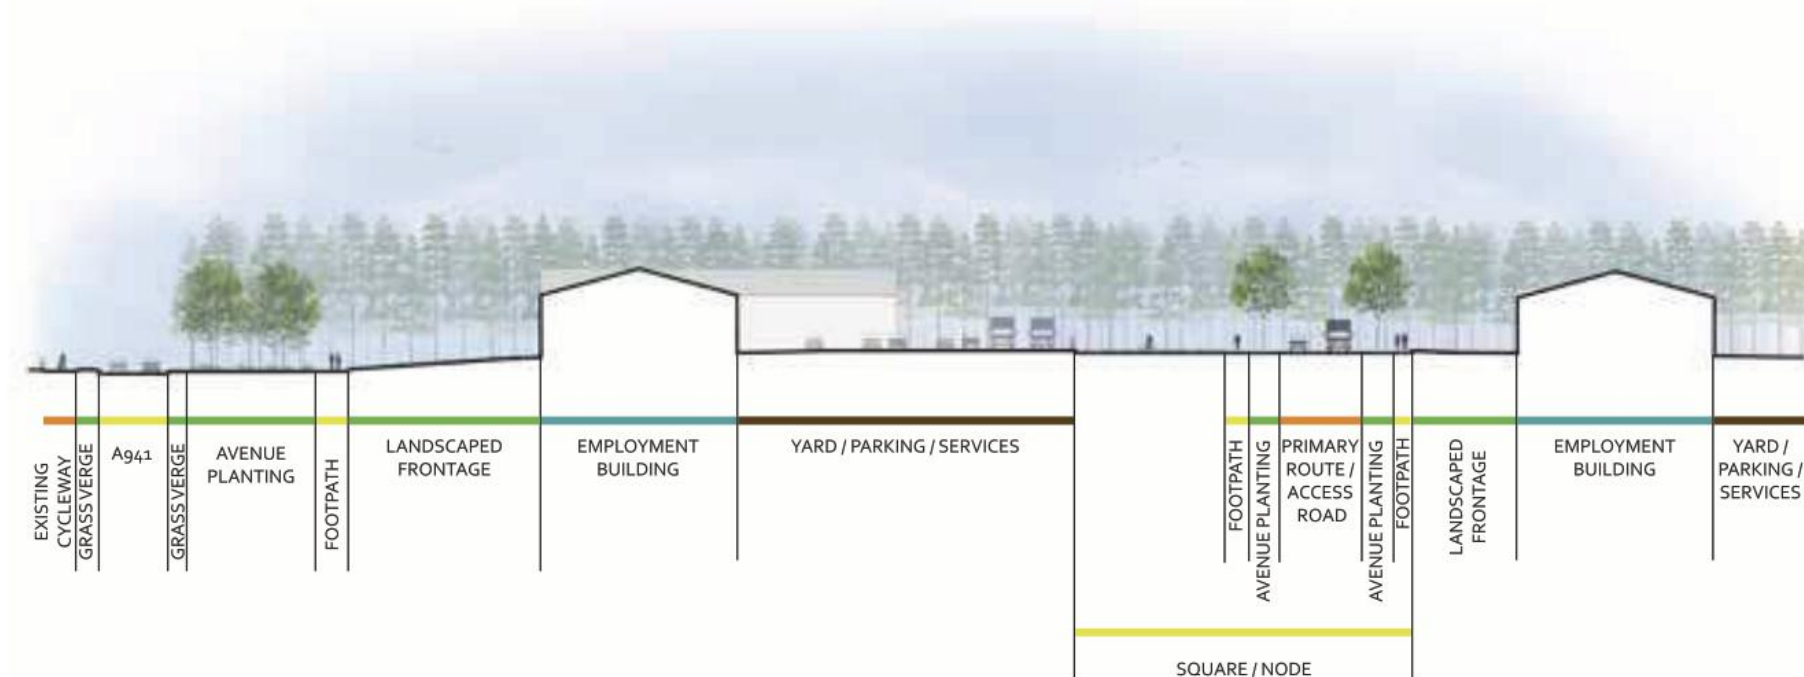 EXISTING
CYCLEWAY
GRASS VERGE
A941
GRASS VERGE
AVENUE
PLANTING
FOOTPATH
LANDSCAPED
FRONTAGE
EMPLOYMENT
BUILDING
YARD / PARKING / SERVICES
FOOTPATH
AVENUE PLANTING
PRIMARY
ROUTE /
ACCESS
ROAD
AVENUE PLANTING
FOOTPATH
LANDSCAPED
FRONTAGE
EMPLOYMENT
BUILDING
YARD /
PARKING /
SERVICES
SQUARE / NODE